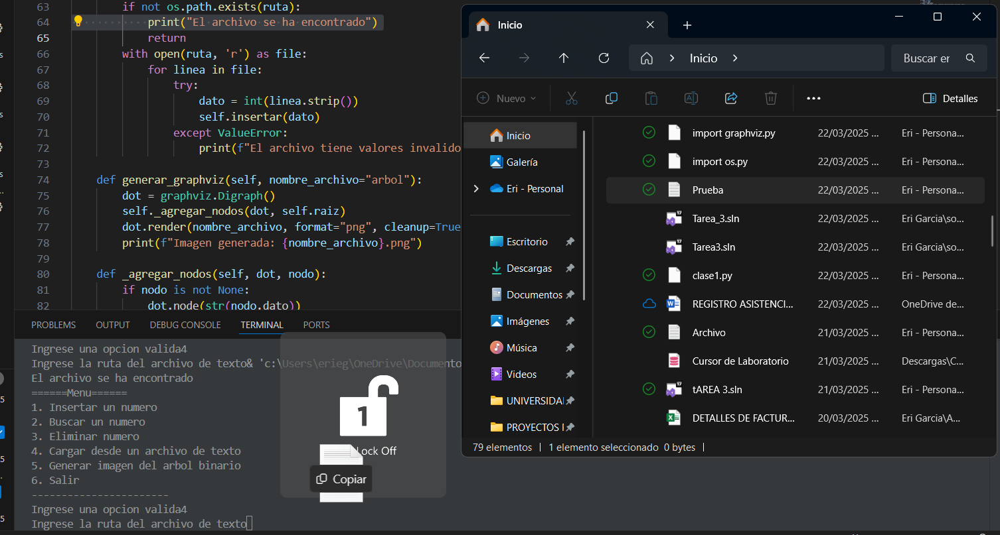 63 if not os.path.exists(ruta):
64 print("El archivo se ha encontrado")
65 return
66 with open(ruta, 'r') as file:
67 for linea in file:
68 try:
69 dato = int(linea.strip())
70 self.insertar(dato)
71 except ValueError:
72 print(f"El archivo tiene valores invalido
73
74 def generar_graphviz(self, nombre_archivo="arbol"):
75 dot = graphviz.Digraph()
76 self._agregar_nodos(dot, self.raiz)
77 dot.render(nombre_archivo, format="png", cleanup=True
78 print(f"Imagen generada: {nombre_archivo}.png")
79
80 def _agregar_nodos(self, dot, nodo):
81 if nodo is not None:
82 dot.node(str(nodo.dato))
PROBLEMS OUTPUT DEBUG CONSOLE TERMINAL PORTS
Ingrese una opcion valida4
Ingrese la ruta del archivo de texto& 'c:\Users\erieg\OneDrive\Documento
El archivo se ha encontrado
======Menu======
1. Insertar un numero
2. Buscar un numero
3. Eliminar numero
4. Cargar desde un archivo de texto
5. Generar imagen del arbol binario
6. Salir
-----------------------
Ingrese una opcion valida4
Ingrese la ruta del archivo de texto
1
Lock Off
Copiar
Inicio
Inicio
Buscar er
Nuevo
Detalles
Inicio
Galería
Eri - Personal
Escritorio
Descargas
Documentos
Imágenes
Música
Videos
UNIVERSIDA
PROYECTOS
import graphviz.py 22/03/2025 ... Eri - Persona...
import os.py 22/03/2025 ... Eri - Persona...
Prueba 22/03/2025 ... Eri - Persona...
Tarea_3.sln 22/03/2025 ... Eri Garcia\so...
Tarea3.sln 22/03/2025 ... Eri Garcia\so...
clase1.py 22/03/2025 ... Eri - Persona...
REGISTRO ASISTENCI... 22/03/2025 ... OneDrive de...
Archivo 21/03/2025 ... Eri - Persona...
Cursor de Laboratorio 21/03/2025 ... Descargas\C...
tAREA 3.sln 21/03/2025 ... Eri - Persona...
DETALLES DE FACTUR... 20/03/2025 ... Eri Garcia\A...
79 elementos 1 elemento seleccionado 0 bytes